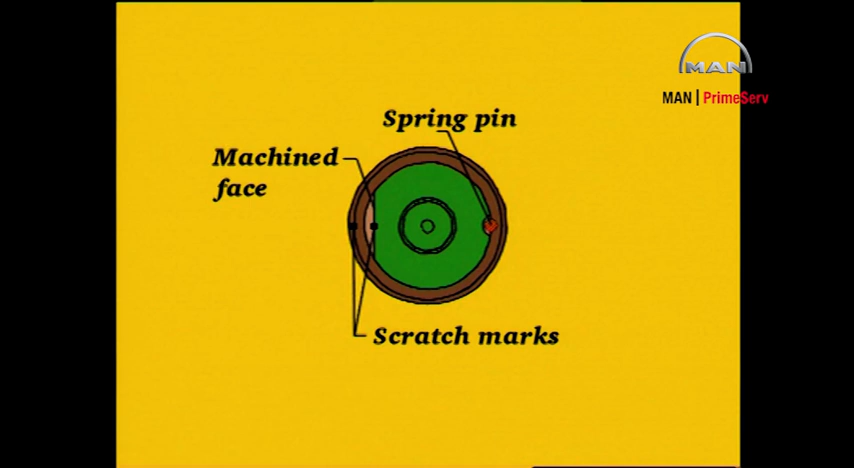 MAN
MAN | PrimeServ
Spring pin
Machined
face
Scratch marks